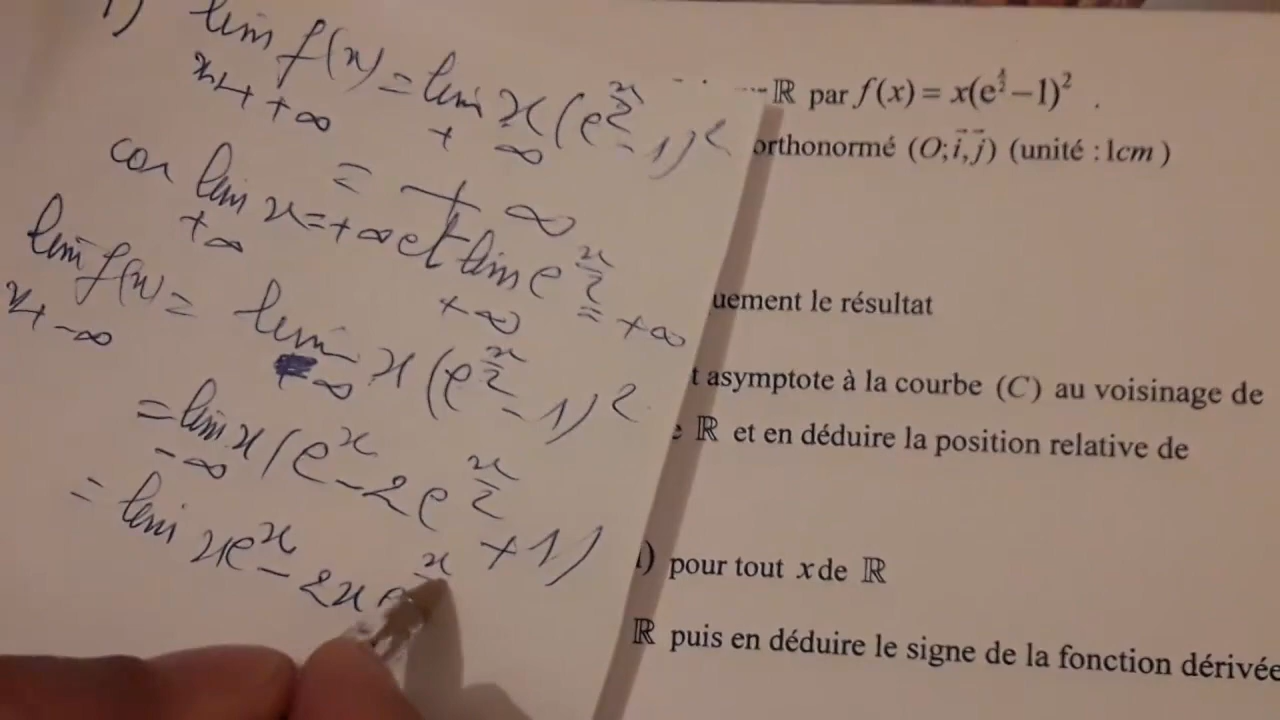 1) lim f(x) = lim x(e^{x/2} - 1)²
x→+∞ +∞
= +∞
car lim x = +∞ et lim e^{x/2} = +∞
+∞ +∞
lim f(x) = lim x(e^{x/2} - 1)²
x→-∞ -∞
= lim x(e^x - 2e^{x/2} + 1)
-∞
= lim xe^x - 2xe^{x
ℝ par f(x) = x(e^{x/2} - 1)² .
orthonormé (O; i, j) (unité : 1cm )
uement le résultat
t asymptote à la courbe (C) au voisinage de
e ℝ et en déduire la position relative de
) pour tout x de ℝ
ℝ puis en déduire le signe de la fonction dérivée